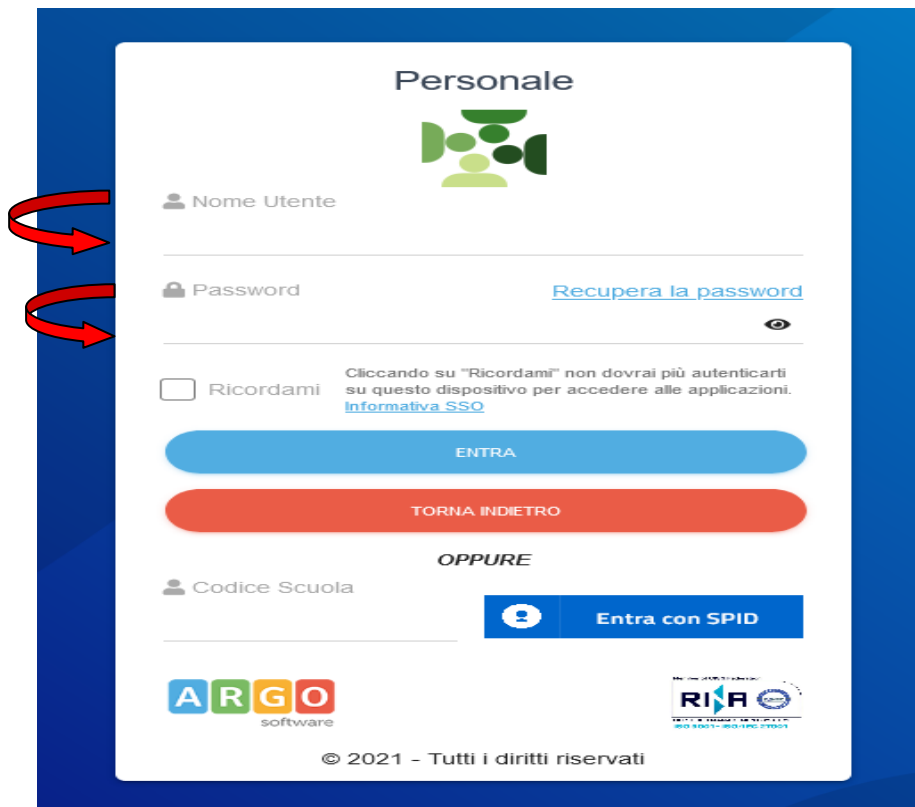 Personale
Nome Utente
Password
Recupera la password
Ricordami
Cliccando su "Ricordami" non dovrai più autenticarti
su questo dispositivo per accedere alle applicazioni.
Informativa SSO
ENTRA
TORNA INDIETRO
OPPURE
Codice Scuola
Entra con SPID
ARGO
software
RINA
© 2021 - Tutti i diritti riservati